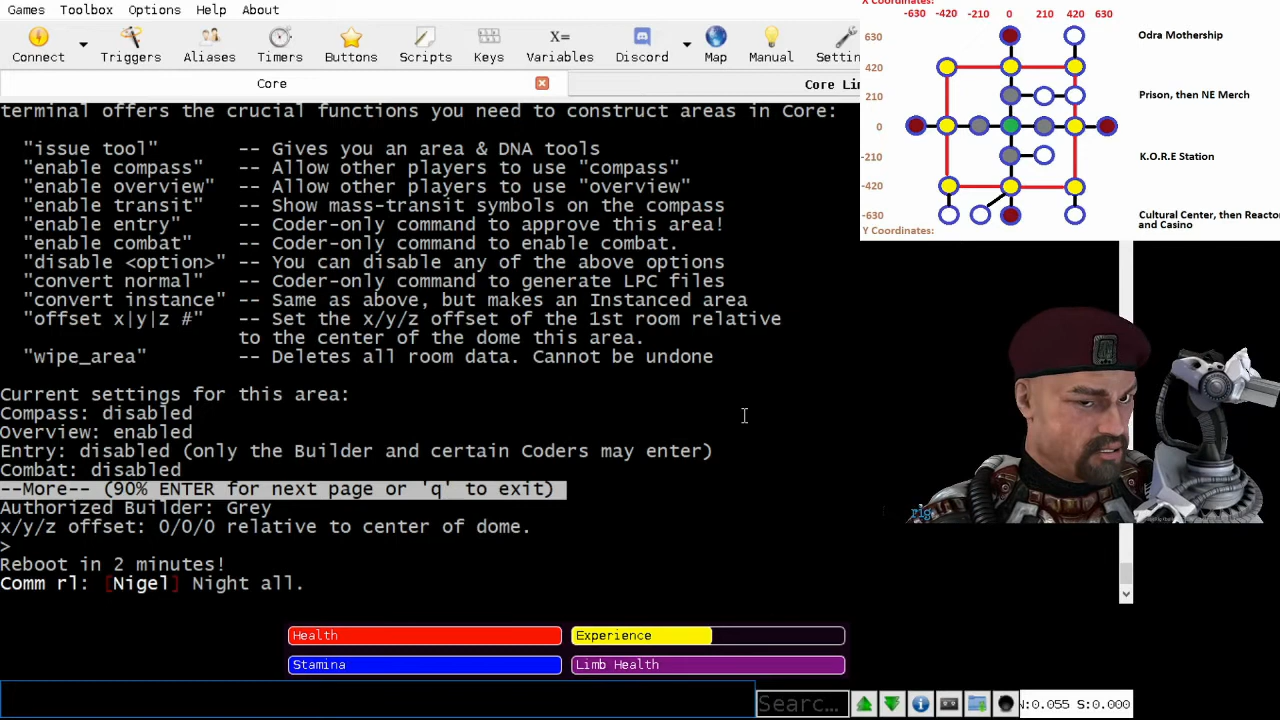 Games Toolbox Options Help About
Connect Triggers Aliases Timers Buttons Scripts Keys Variables Discord Map Manual
Core
terminal offers the crucial functions you need to construct areas in Core:
"issue tool" -- Gives you an area & DNA tools
"enable compass" -- Allow other players to use "compass"
"enable overview" -- Allow other players to use "overview"
"enable transit" -- Show mass-transit symbols on the compass
"enable entry" -- Coder-only command to approve this area!
"enable combat" -- Coder-only command to enable combat.
"disable <option>" -- You can disable any of the above options
"convert normal" -- Coder-only command to generate LPC files
"convert instance" -- Same as above, but makes an Instanced area
"offset x|y|z #" -- Set the x/y/z offset of the 1st room relative
to the center of the dome this area.
"wipe_area" -- Deletes all room data. Cannot be undone
Current settings for this area:
Compass: disabled
Overview: enabled
Entry: disabled (only the Builder and certain Coders may enter)
Combat: disabled
--More-- (90% ENTER for next page or 'q' to exit)
Authorized Builder: Grey
x/y/z offset: 0/0/0 relative to center of dome.
>
Reboot in 2 minutes!
Comm rl: [Nigel] Night all.
Health Experience
Stamina Limb Health
Searc... N:0.055 S:0.000
X Coordinates:
-630 -420 -210 0 210 420 630
630 Odra Mothership
420
210 Prison, then NE Merch
0
-210 K.O.R.E Station
-420
-630 Cultural Center, then Reacto
and Casino
Y Coordinates:
rig